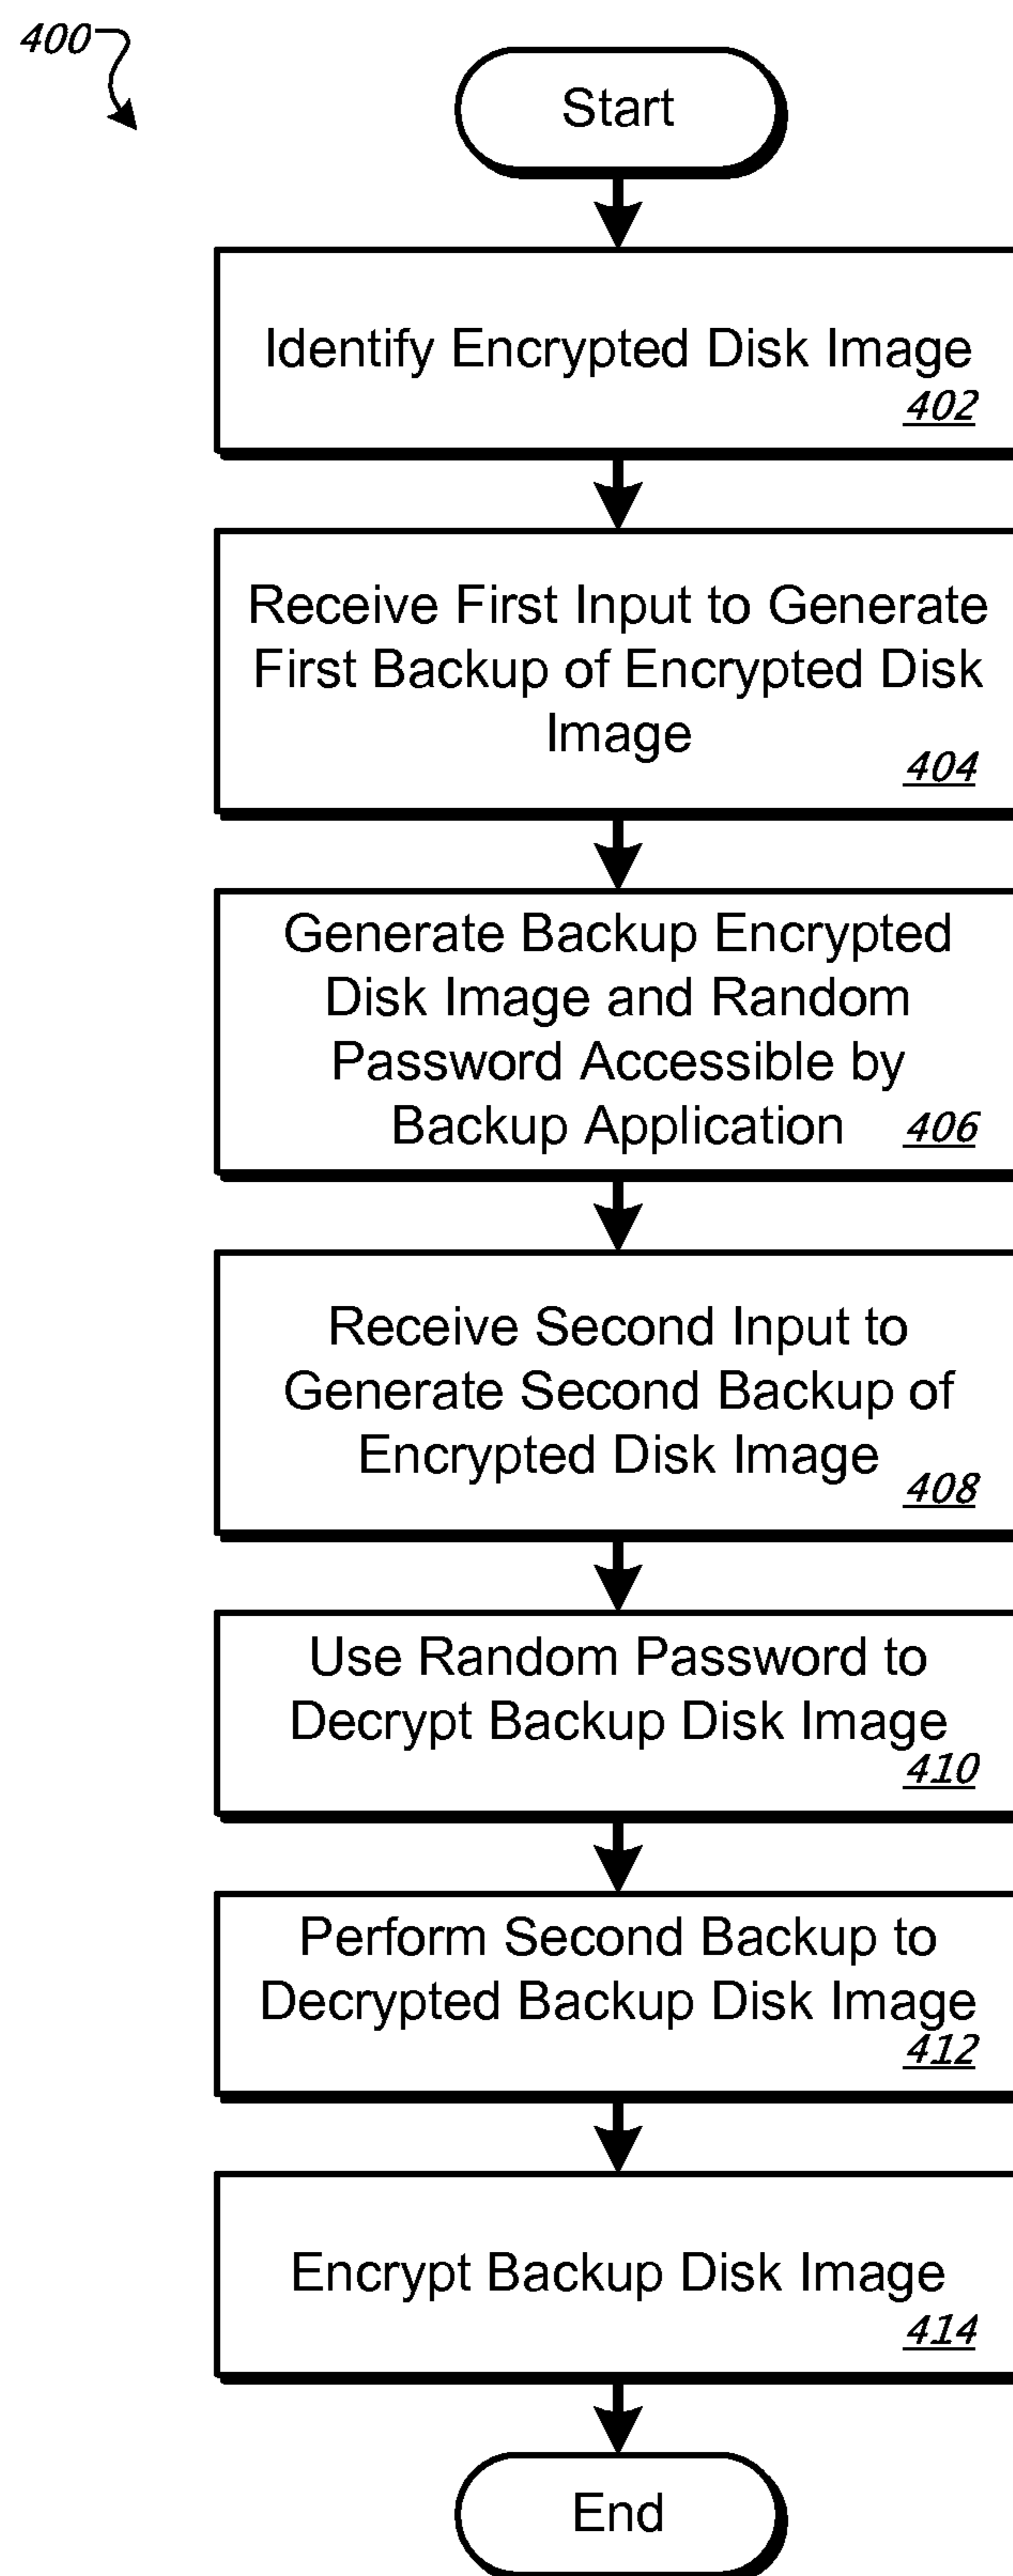 400
Start
Identify Encrypted Disk Image
402
Receive First Input to Generate
First Backup of Encrypted Disk
Image
404
Generate Backup Encrypted
Disk Image and Random
Password Accessible by
Backup Application 406
Receive Second Input to
Generate Second Backup of
Encrypted Disk Image
408
Use Random Password to
Decrypt Backup Disk Image
410
Perform Second Backup to
Decrypted Backup Disk Image
412
Encrypt Backup Disk Image
414
End